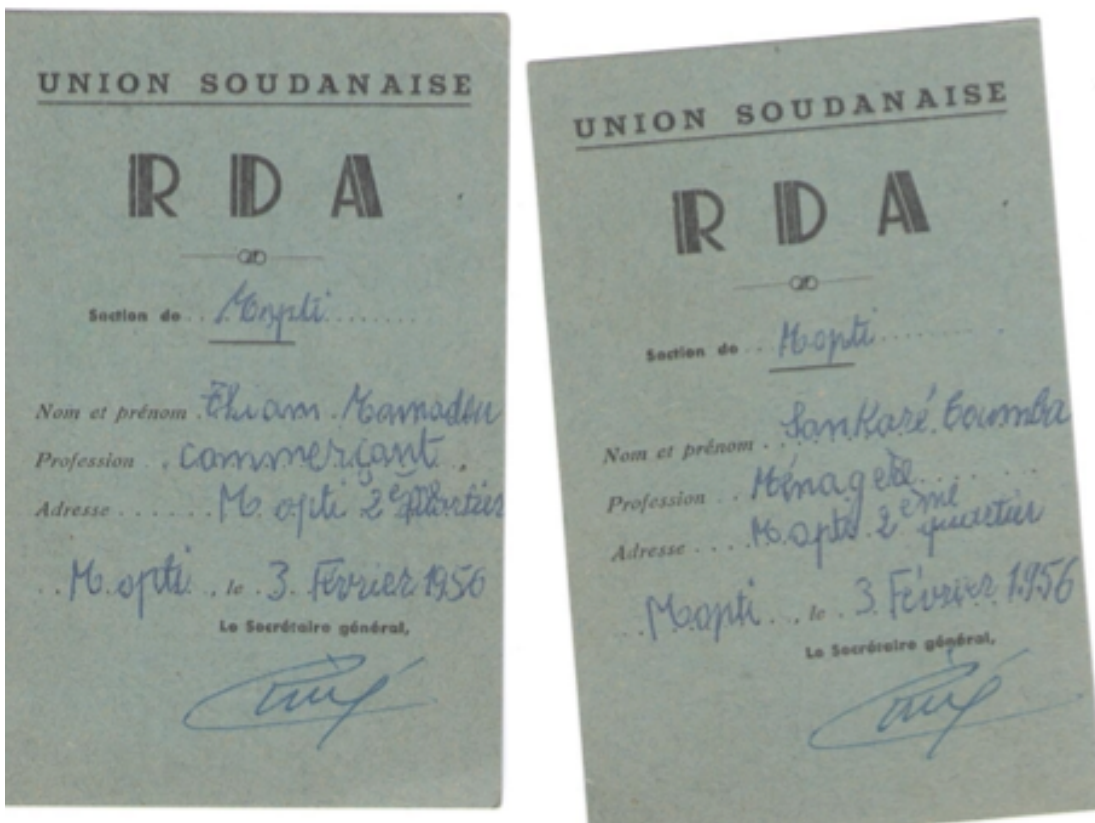 UNION SOUDANAISE
RDA
Section de .. Mopti ........
Nom et prénom . Thiam Mamadou
Profession .. Commerçant .
Adresse ...... Mopti 2e Quartier
.. Mopti .. le . 3 Février 1956
Le Secrétaire général,
UNION SOUDANAISE
RDA
Section de ... Mopti ........
Nom et prénom .. Sankaré Coumba
Profession .. Ménagère ......
Adresse .... Mopti 2ème quartier
... Mopti ... le . 3 Février 1956
Le Secrétaire général,